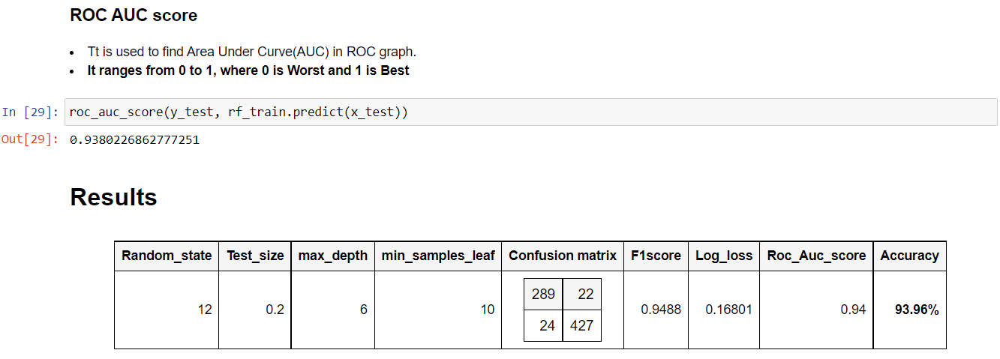 ROC AUC score
• Tt is used to find Area Under Curve(AUC) in ROC graph.
• It ranges from 0 to 1, where 0 is Worst and 1 is Best
In [29]: roc_auc_score(y_test, rf_train.predict(x_test))
Out[29]: 0.9380226862777251
Results
Random_state Test_size max_depth min_samples_leaf Confusion matrix F1score Log_loss Roc_Auc_score Accuracy
289 22
12 0.2 6 10 0.9488 0.16801 0.94 93.96%
24 427